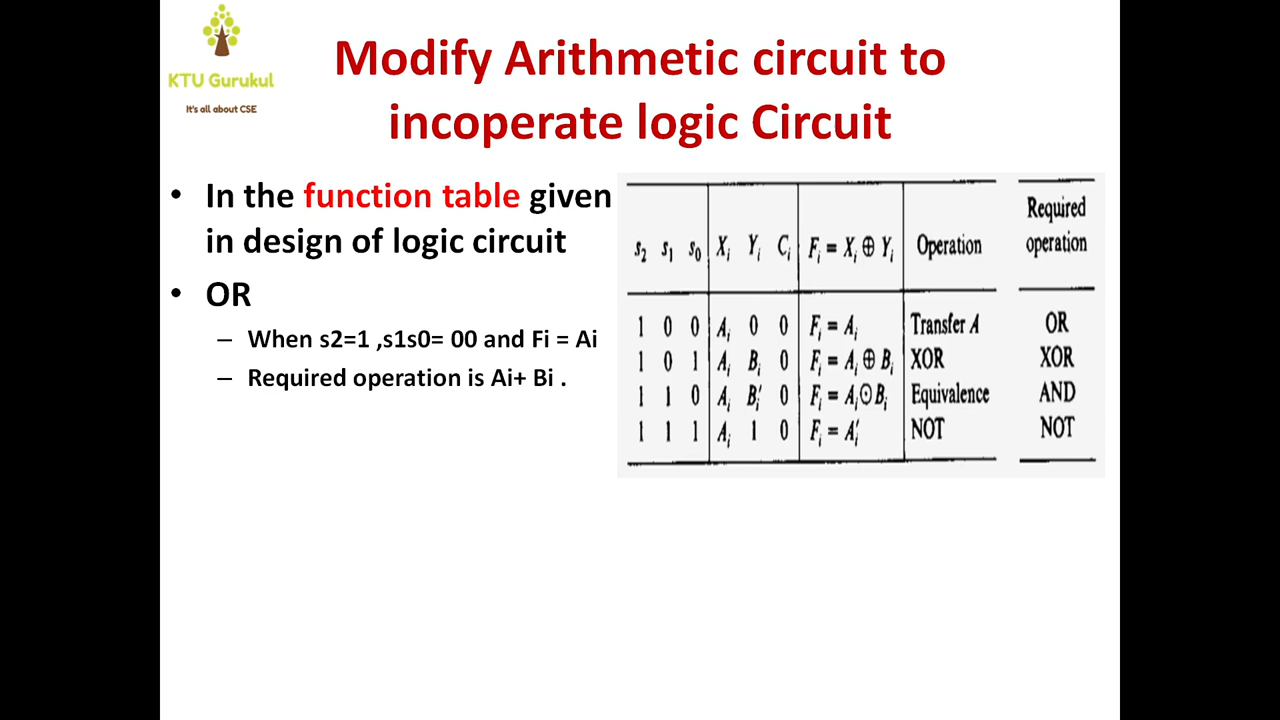 KTU Gurukul
It's all about CSE
Modify Arithmetic circuit to
incoperate logic Circuit
• In the function table given
in design of logic circuit
• OR
– When s2=1 ,s1s0= 00 and Fi = Ai
– Required operation is Ai+ Bi .
Required
s₂ s₁ s₀ Xᵢ Yᵢ Cᵢ Fᵢ = Xᵢ ⊕ Yᵢ Operation operation
1 0 0 Aᵢ 0 0 Fᵢ = Aᵢ Transfer A OR
1 0 1 Aᵢ Bᵢ 0 Fᵢ = Aᵢ ⊕ Bᵢ XOR XOR
1 1 0 Aᵢ Bᵢ' 0 Fᵢ = Aᵢ ⊙ Bᵢ Equivalence AND
1 1 1 Aᵢ 1 0 Fᵢ = Aᵢ' NOT NOT